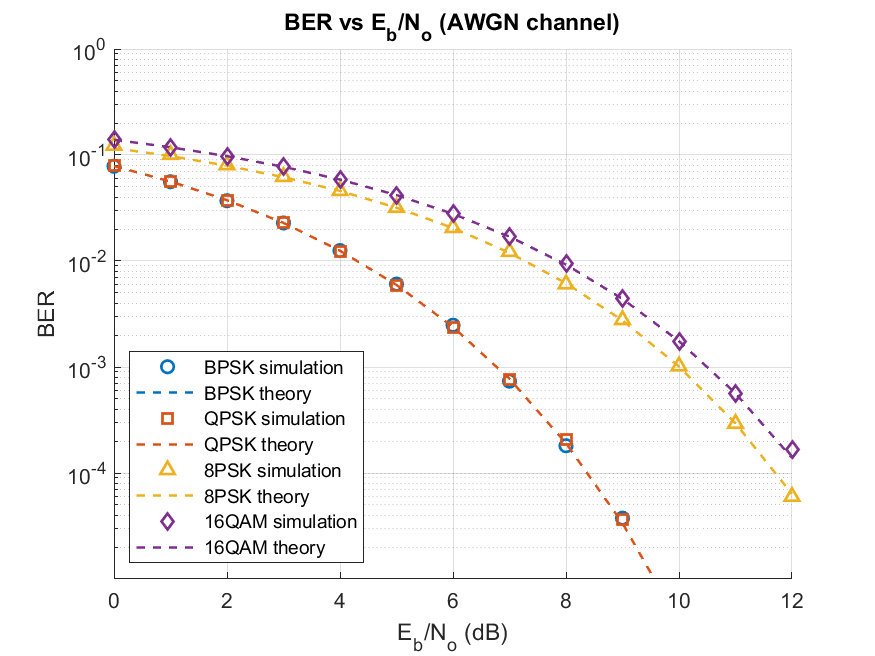 BER vs E_b/N_o (AWGN channel)
10^0
10^-1
10^-2
10^-3
10^-4
BER
BPSK simulation
BPSK theory
QPSK simulation
QPSK theory
8PSK simulation
8PSK theory
16QAM simulation
16QAM theory
0 2 4 6 8 10 12
E_b/N_o (dB)